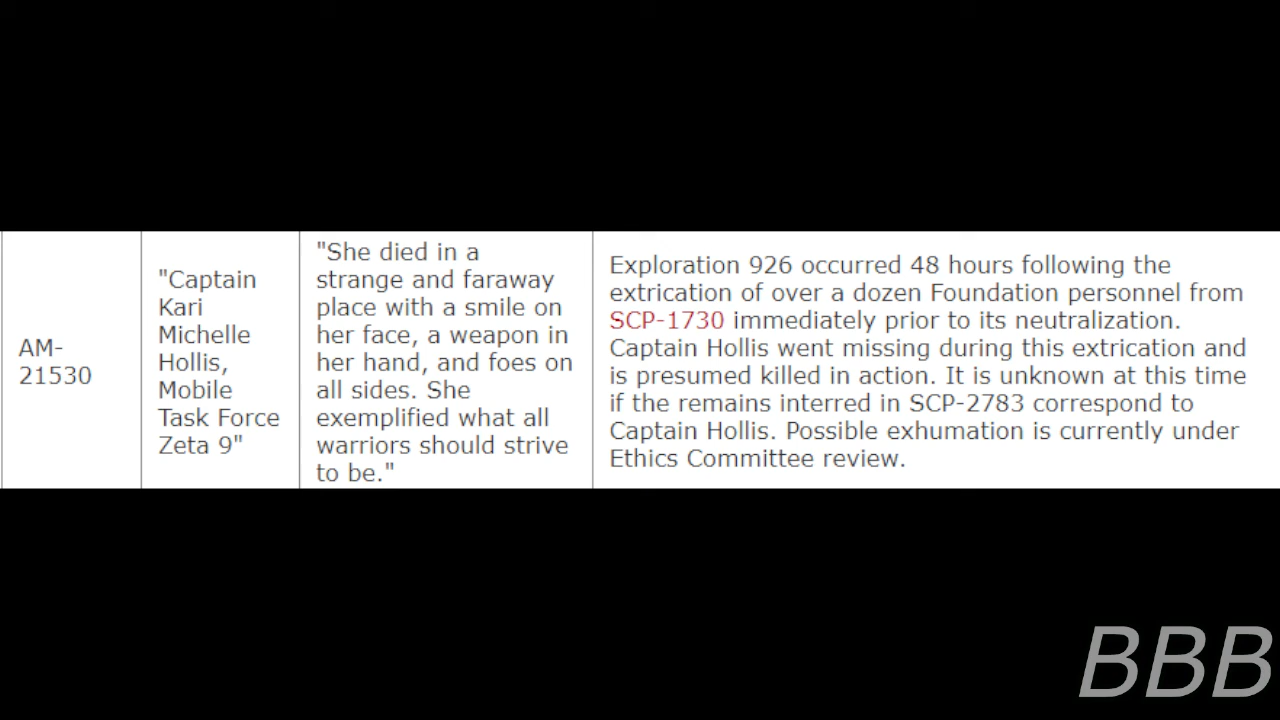 AM-
21530
"Captain
Kari
Michelle
Hollis,
Mobile
Task Force
Zeta 9"
"She died in a
strange and faraway
place with a smile on
her face, a weapon in
her hand, and foes on
all sides. She
exemplified what all
warriors should strive
to be."
Exploration 926 occurred 48 hours following the
extrication of over a dozen Foundation personnel from
SCP-1730 immediately prior to its neutralization.
Captain Hollis went missing during this extrication and
is presumed killed in action. It is unknown at this time
if the remains interred in SCP-2783 correspond to
Captain Hollis. Possible exhumation is currently under
Ethics Committee review.
BBB